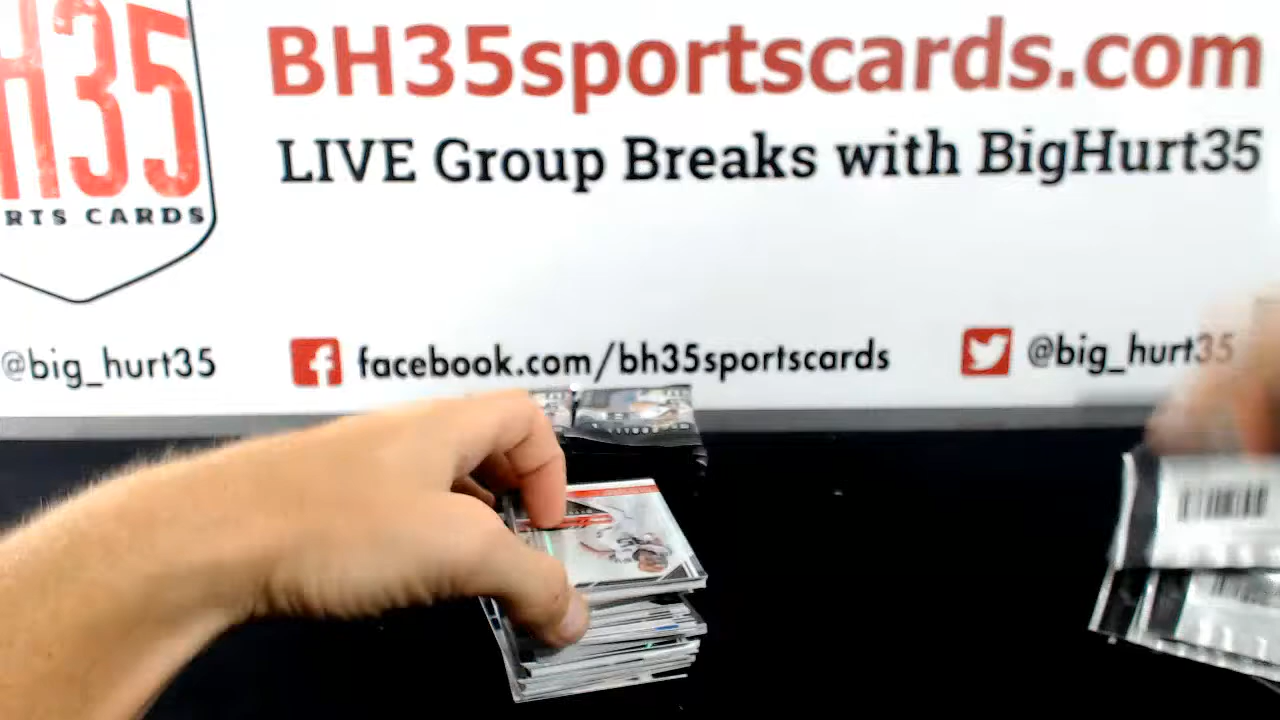 H35
RTS CARDS
BH35sportscards.com
LIVE Group Breaks with BigHurt35
@big_hurt35
facebook.com/bh35sportscards
@big_hurt35